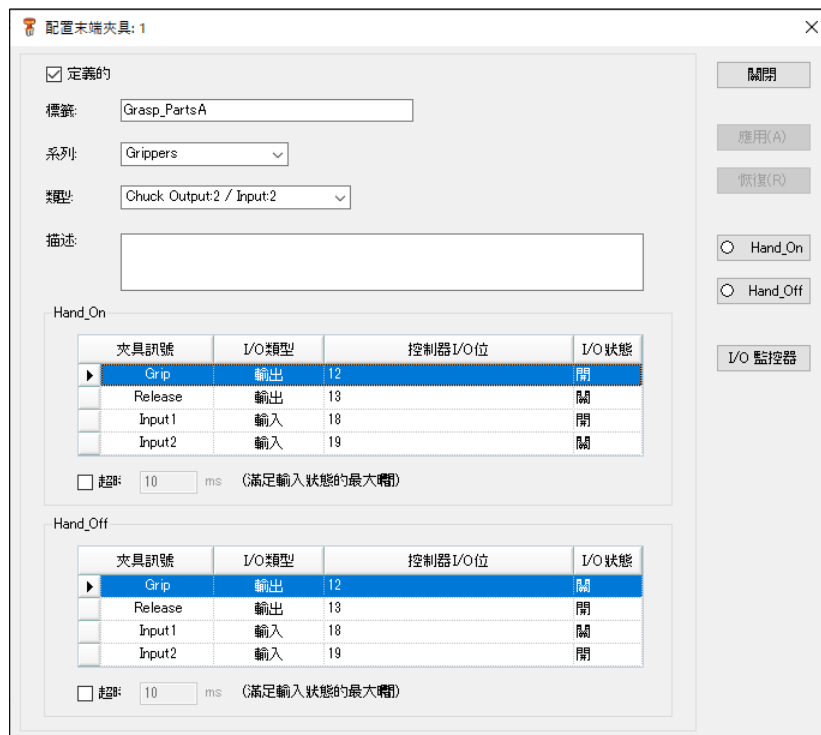 配置末端夾具: 1
定義的
關閉
標籤: Grasp_PartsA
應用(A)
系列: Grippers
恢復(R)
類型: Chuck Output:2 / Input:2
描述:
Hand_On
Hand_Off
I/O 監控器
Hand_On
夾具訊號 I/O類型 控制器I/O位 I/O狀態
Grip 輸出 12 開
Release 輸出 13 關
Input1 輸入 18 開
Input2 輸入 19 關
超時 10 ms (滿足輸入狀態的最大時間)
Hand_Off
夾具訊號 I/O類型 控制器I/O位 I/O狀態
Grip 輸出 12 關
Release 輸出 13 開
Input1 輸入 18 關
Input2 輸入 19 開
超時 10 ms (滿足輸入狀態的最大時間)